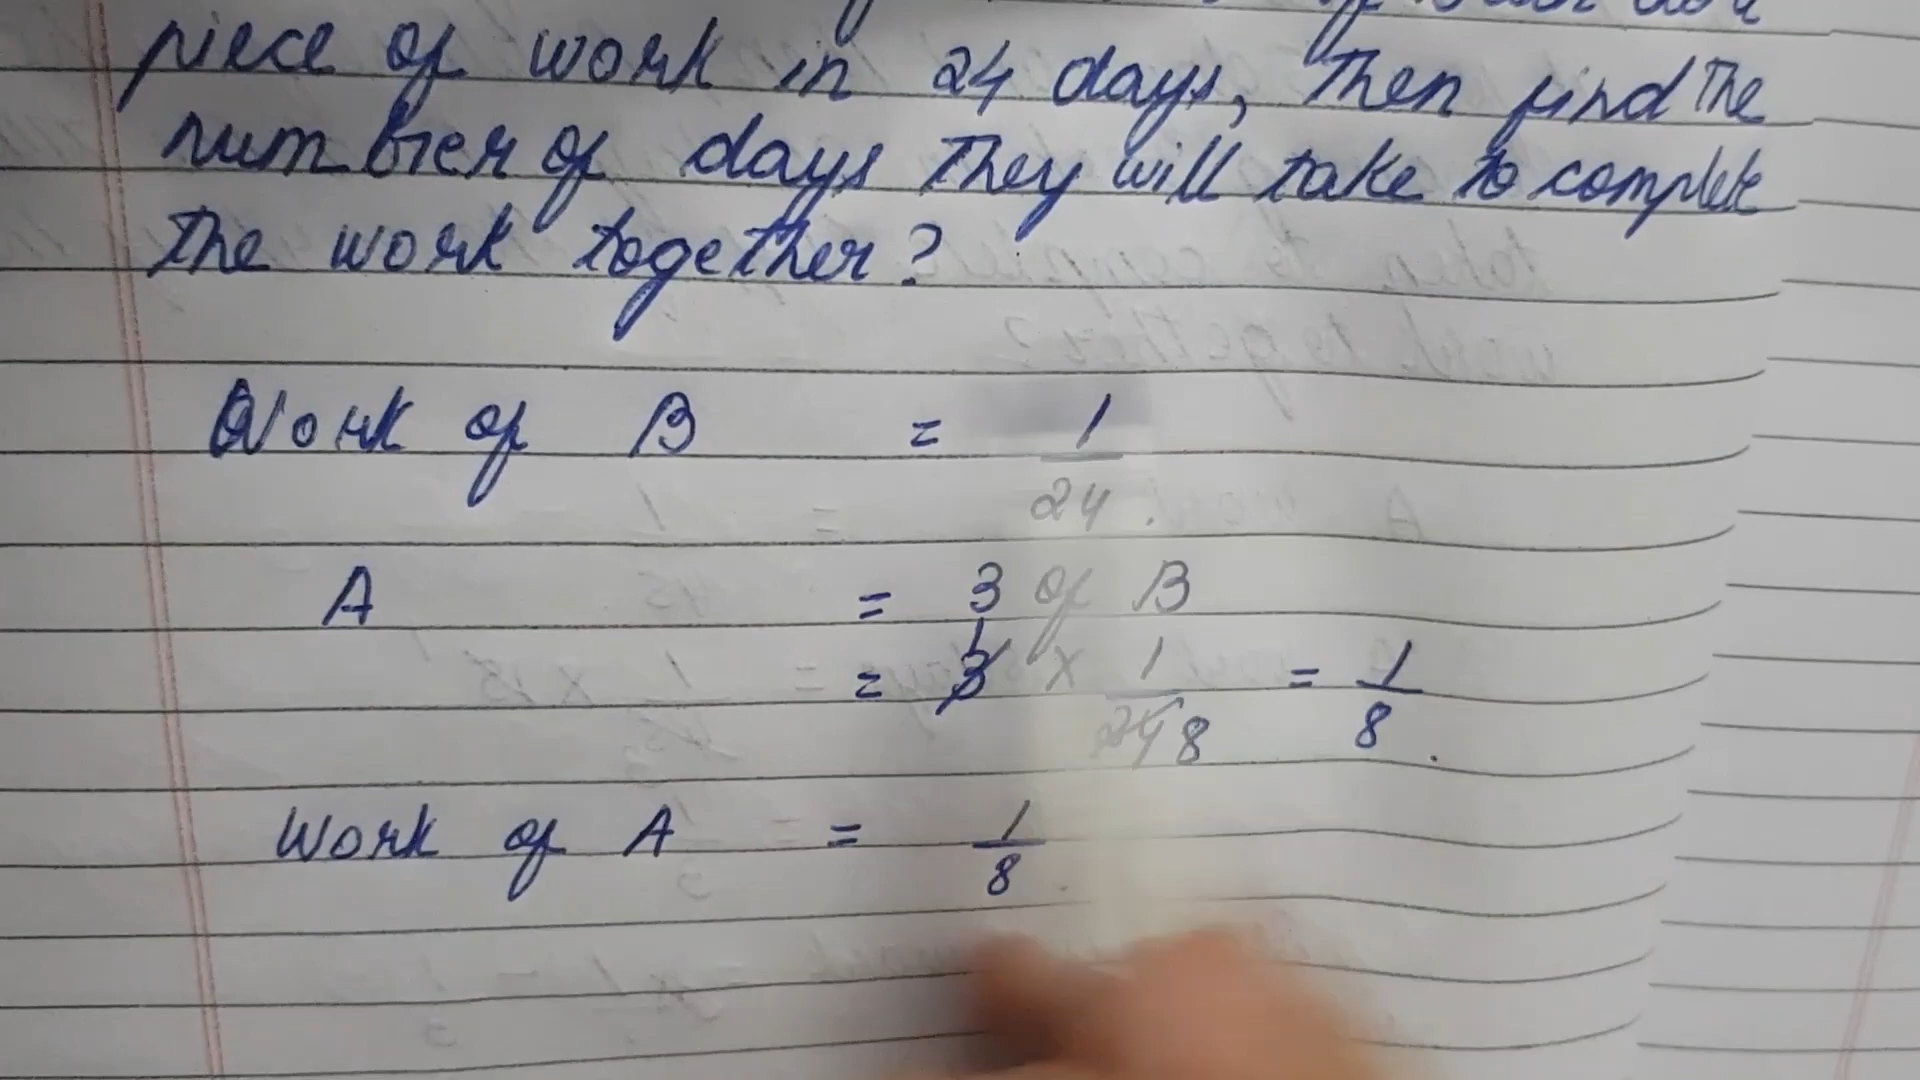 piece of work in 24 days, Then find The
number of days They will take to complete
The work together?
Work of B = 1/24
A = 3 of B
= 3 1 × 1/24 8 = 1/8.
Work of A = 1/8